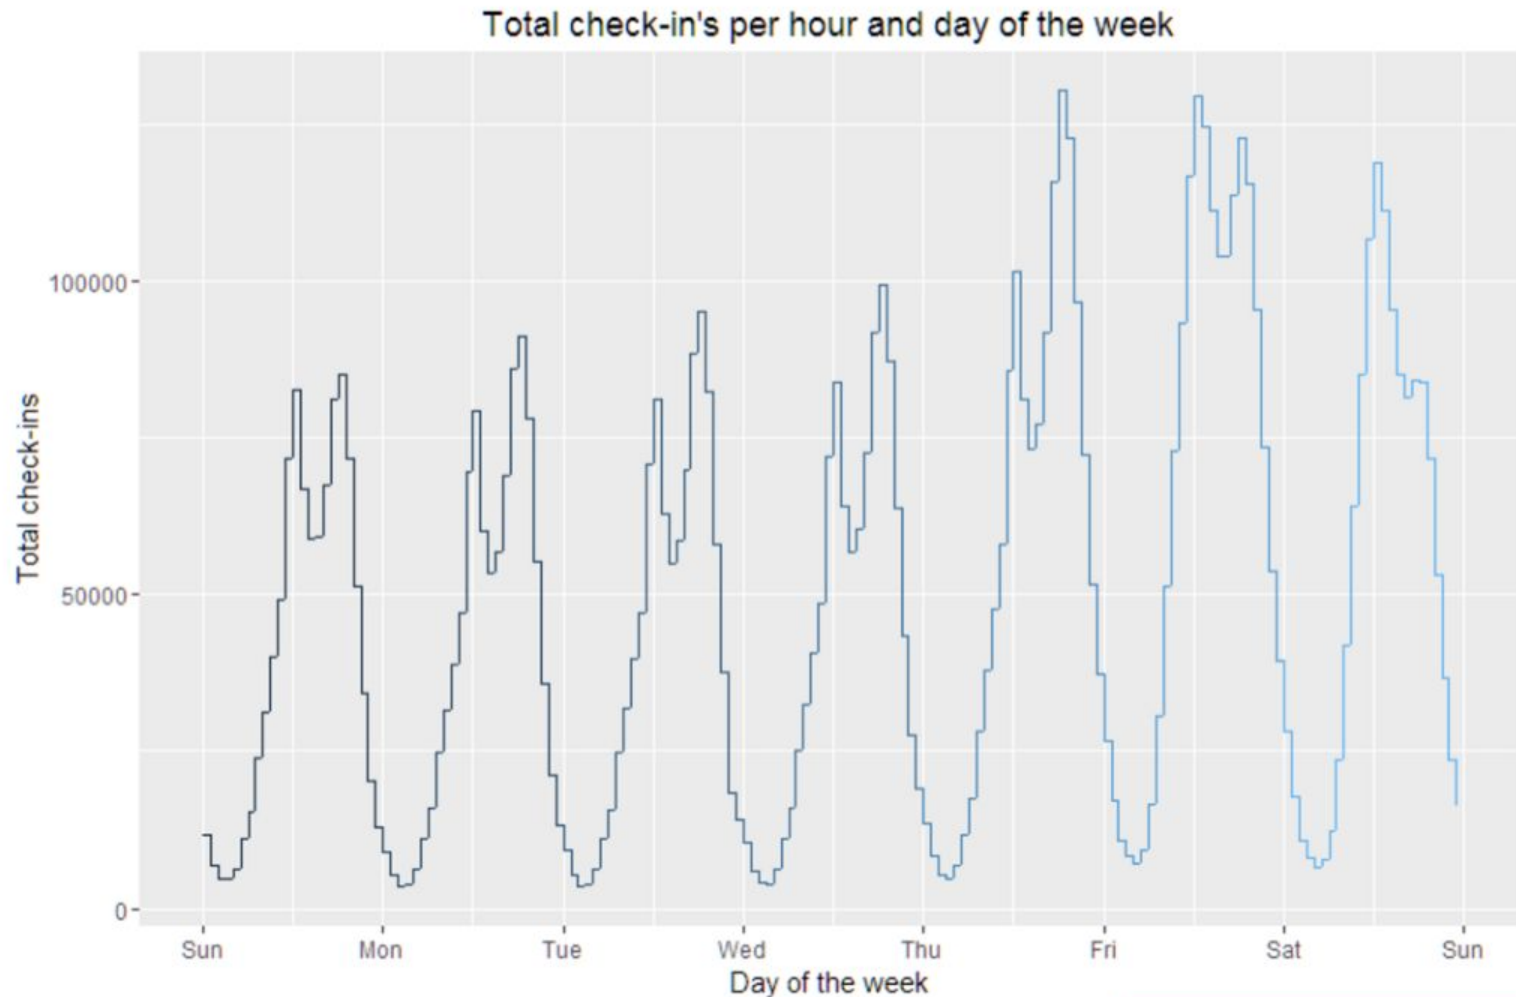 Total check-in's per hour and day of the week
Total check-ins
100000
50000
0
Sun Mon Tue Wed Thu Fri Sat Sun
Day of the week